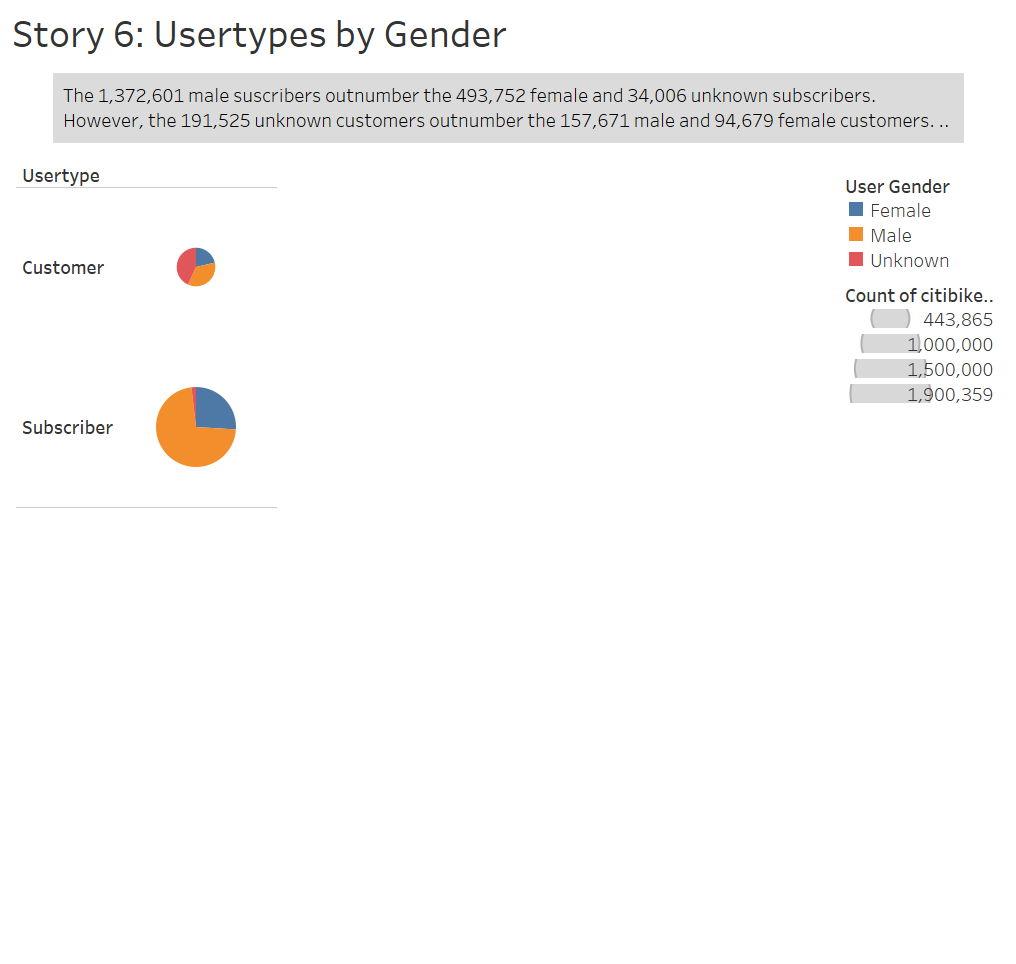 Story 6: Usertypes by Gender
The 1,372,601 male suscribers outnumber the 493,752 female and 34,006 unknown subscribers.
However, the 191,525 unknown customers outnumber the 157,671 male and 94,679 female customers. ..
Usertype
Customer
Subscriber
User Gender
Female
Male
Unknown
Count of citibike..
443,865
1,000,000
1,500,000
1,900,359